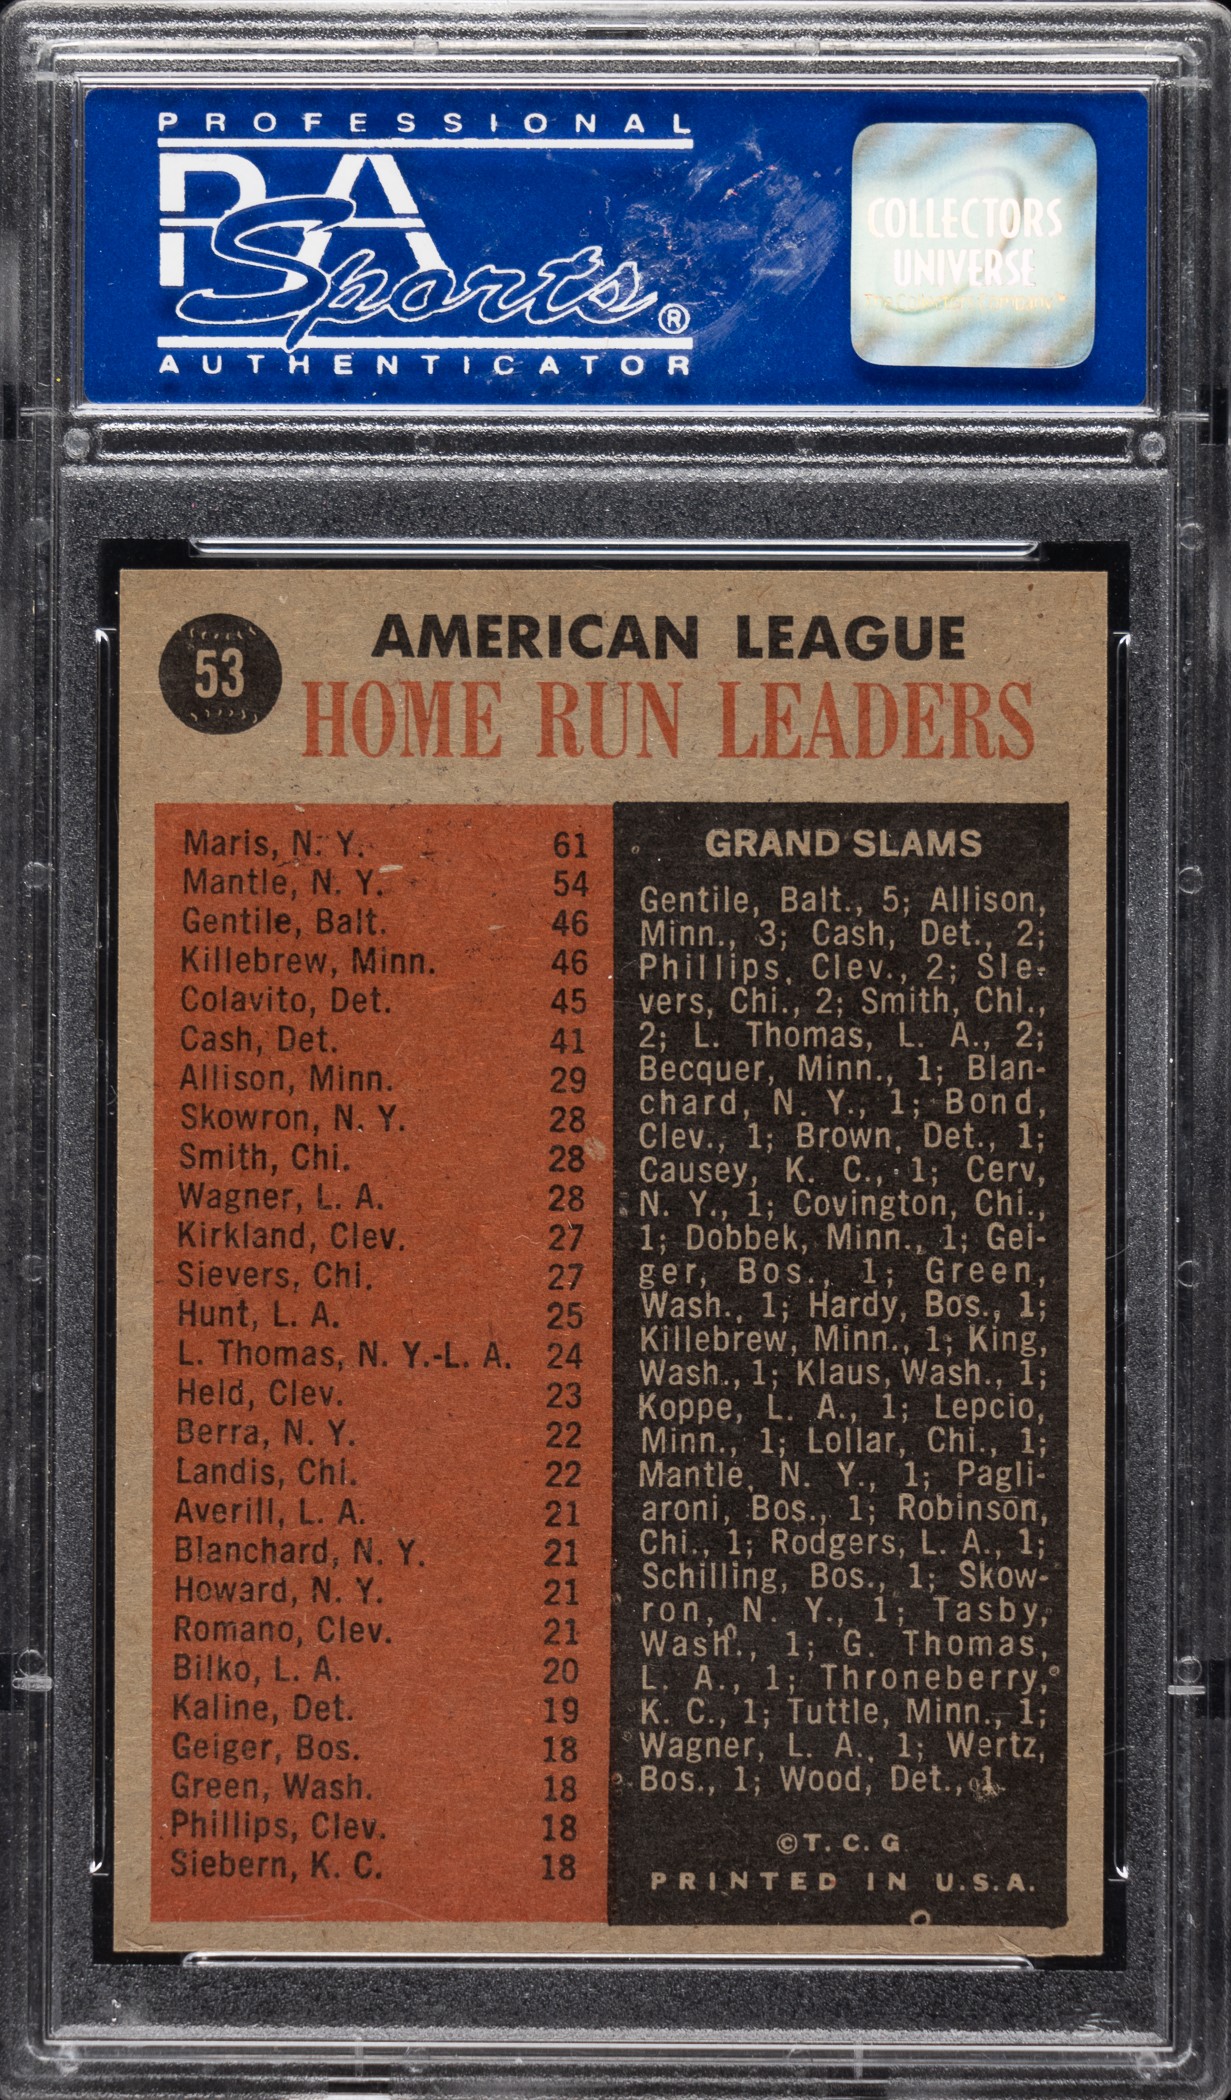 PROFESSIONAL
PSA
Sports®
AUTHENTICATOR
COLLECTORS
UNIVERSE
53
AMERICAN LEAGUE
HOME RUN LEADERS
Maris, N. Y. 61
Mantle, N. Y. 54
Gentile, Balt. 46
Killebrew, Minn. 46
Colavito, Det. 45
Cash, Det. 41
Allison, Minn. 29
Skowron, N. Y. 28
Smith, Chi. 28
Wagner, L. A. 28
Kirkland, Clev. 27
Sievers, Chi. 27
Hunt, L. A. 25
L. Thomas, N. Y.-L. A. 24
Held, Clev. 23
Berra, N. Y. 22
Landis, Chi. 22
Averill, L. A. 21
Blanchard, N. Y. 21
Howard, N. Y. 21
Romano, Clev. 21
Bilko, L. A. 20
Kaline, Det. 19
Geiger, Bos. 18
Green, Wash. 18
Phillips, Clev. 18
Siebern, K. C. 18
GRAND SLAMS
Gentile, Balt., 5; Allison,
Minn., 3; Cash, Det., 2;
Phillips, Clev., 2; Sie-
vers, Chi., 2; Smith, Chi.,
2; L. Thomas, L. A., 2;
Becquer, Minn., 1; Blan-
chard, N. Y., 1; Bond,
Clev., 1; Brown, Det., 1;
Causey, K. C., 1; Cerv,
N. Y., 1; Covington, Chi.,
1; Dobbek, Minn., 1; Gei-
ger, Bos., 1; Green,
Wash., 1; Hardy, Bos., 1;
Killebrew, Minn., 1; King,
Wash., 1; Klaus, Wash., 1;
Koppe, L. A., 1; Lepcio,
Minn., 1; Lollar, Chi., 1;
Mantle, N. Y., 1; Pagli-
aroni, Bos., 1; Robinson,
Chi., 1; Rodgers, L. A., 1;
Schilling, Bos., 1; Skow-
ron, N. Y., 1; Tasby,
Wash., 1; G. Thomas,
L. A., 1; Throneberry,
K. C., 1; Tuttle, Minn., 1;
Wagner, L. A., 1; Wertz,
Bos., 1; Wood, Det., 1
©T. C. G
PRINTED IN U.S.A.